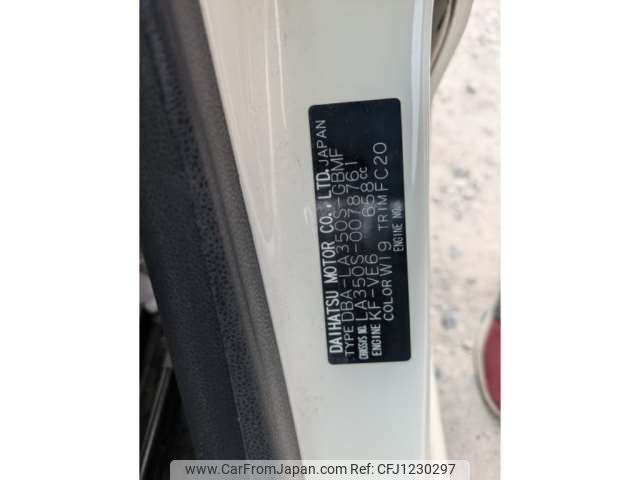 DAIHATSU MOTOR CO., LTD. JAPAN
TYPE DBA-LA350S-GBMF
CHASSIS NO. LA350S-0078761
ENGINE KF-VE6 658cc
COLOR W19 TRIM FC20
ENGINE NO.
www.CarFromJapan.com Ref: CFJ1230297